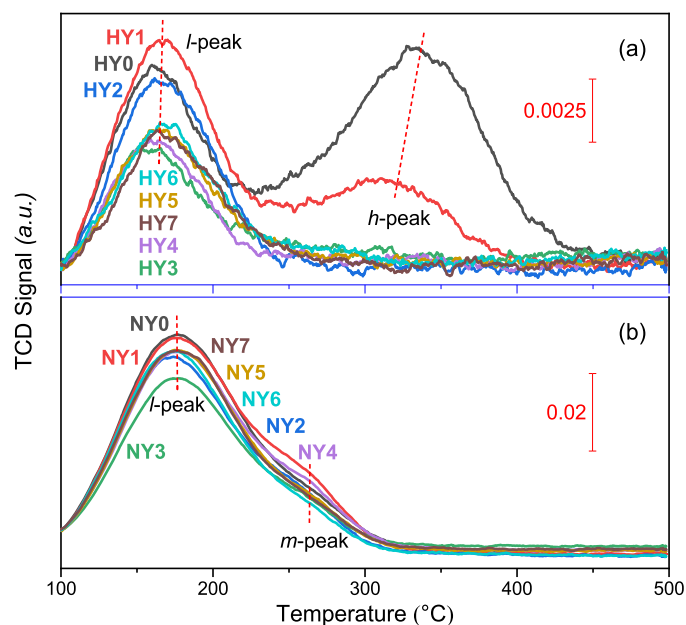 (a)
HY1
l-peak
HY0
HY2
0.0025
HY6
HY5
HY7
HY4
HY3
h-peak
TCD Signal (a.u.)
(b)
NY0
NY7
NY1
NY5
l-peak
NY6
0.02
NY2
NY3
NY4
m-peak
100 200 300 400 500
Temperature (°C)